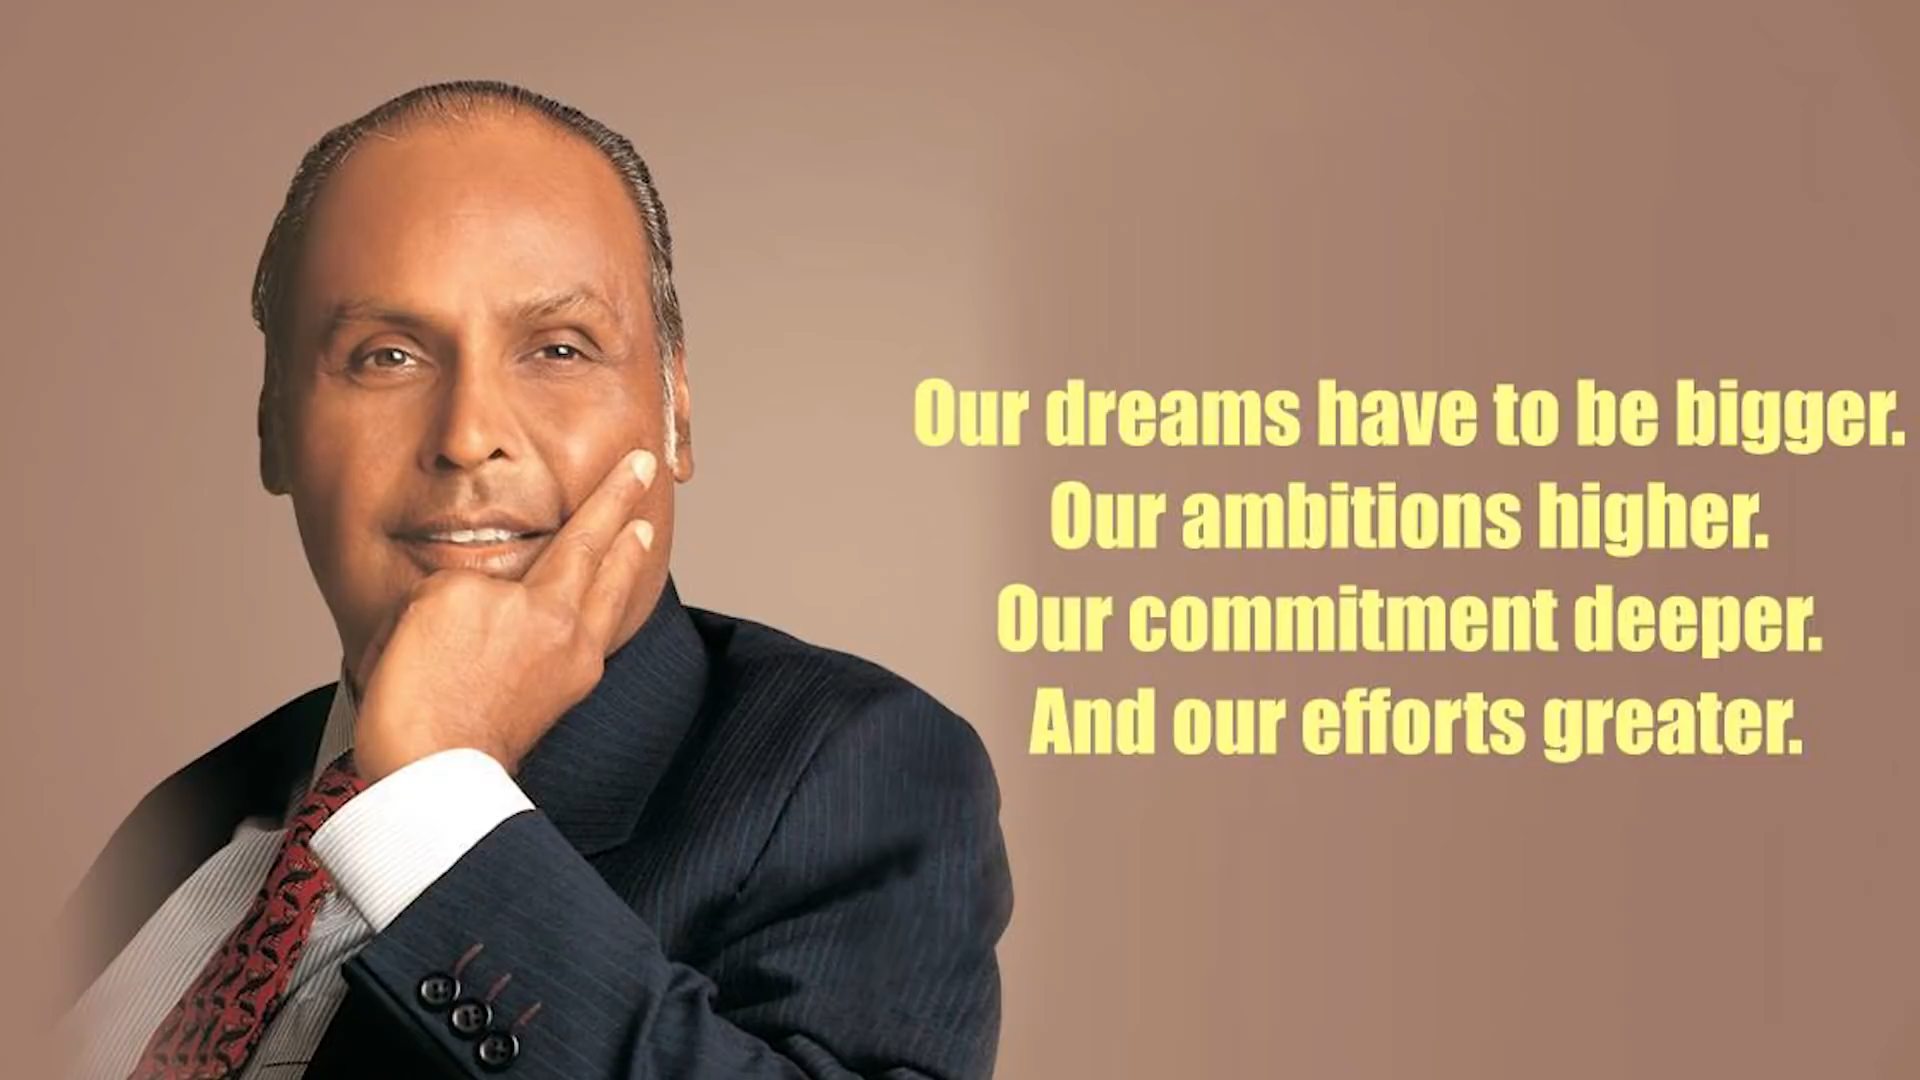 Our dreams have to be bigger.
Our ambitions higher.
Our commitment deeper.
And our efforts greater.